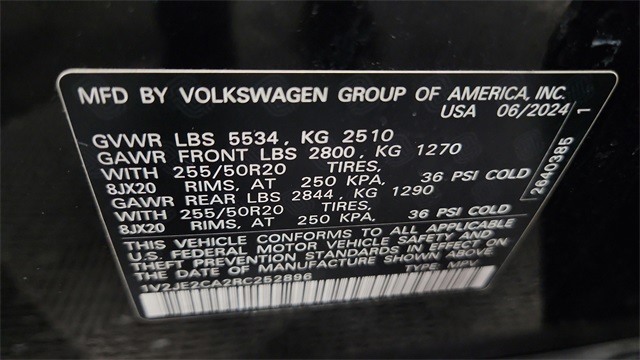 MFD BY VOLKSWAGEN GROUP OF AMERICA, INC.
USA 06/2024
GVWR LBS 5534, KG 2510
GAWR FRONT LBS 2800, KG 1270
WITH 255/50R20 TIRES,
8JX20 RIMS, AT 250 KPA, 36 PSI COLD
GAWR REAR LBS 2844, KG 1290
WITH 255/50R20 TIRES,
8JX20 RIMS, AT 250 KPA, 36 PSI COLD
THIS VEHICLE CONFORMS TO ALL APPLICABLE
U.S. FEDERAL MOTOR VEHICLE SAFETY AND
THEFT PREVENTION STANDARDS IN EFFECT ON
THE DATE OF MANUFACTURE SHOWN ABOVE.
1V2JE2CA2RC252896 TYPE: MPV
2640385 1